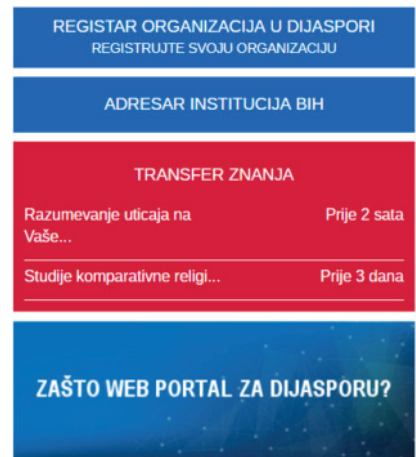 REGISTAR ORGANIZACIJA U DIJASPORI
REGISTRUJTE SVOJU ORGANIZACIJU
ADRESAR INSTITUCIJA BIH
TRANSFER ZNANJA
Razumevanje uticaja na Prije 2 sata
Vaše...
Studije komparativne religi... Prije 3 dana
ZAŠTO WEB PORTAL ZA DIJASPORU?